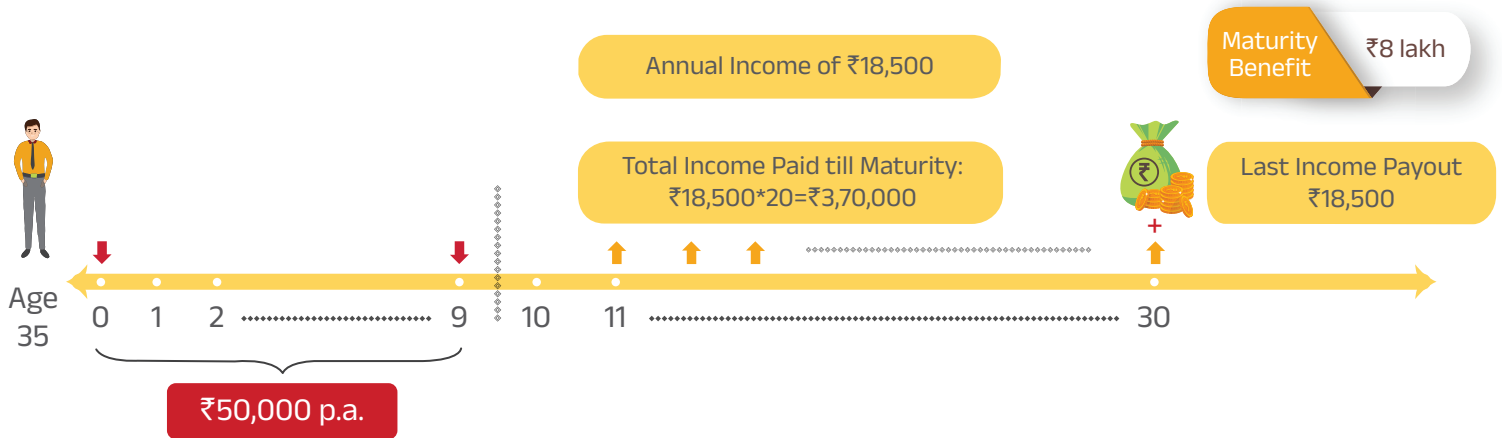 Maturity
Benefit
₹8 lakh
Annual Income of ₹18,500
Total Income Paid till Maturity:
₹18,500*20=₹3,70,000
₹
Last Income Payout
₹18,500
+
Age
35
0 1 2 9 10 11 30
₹50,000 p.a.